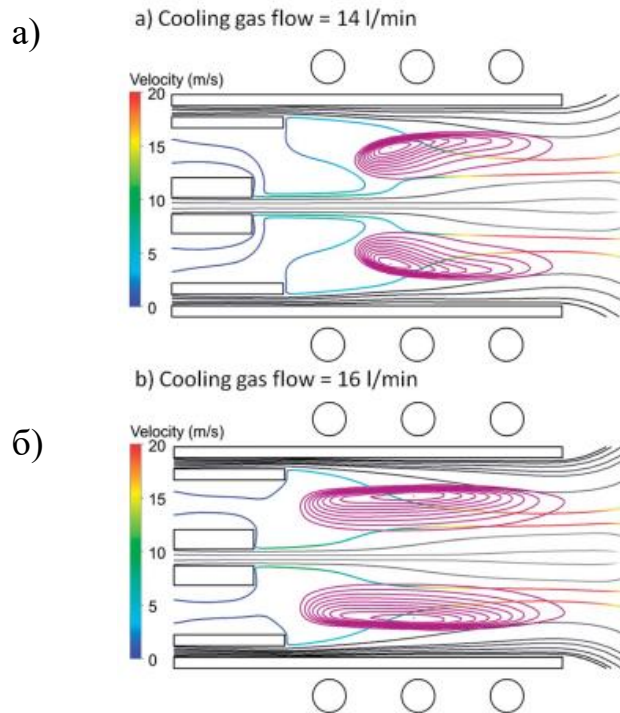 а)
a) Cooling gas flow = 14 l/min
Velocity (m/s)
20
15
10
5
0
б)
b) Cooling gas flow = 16 l/min
Velocity (m/s)
20
15
10
5
0